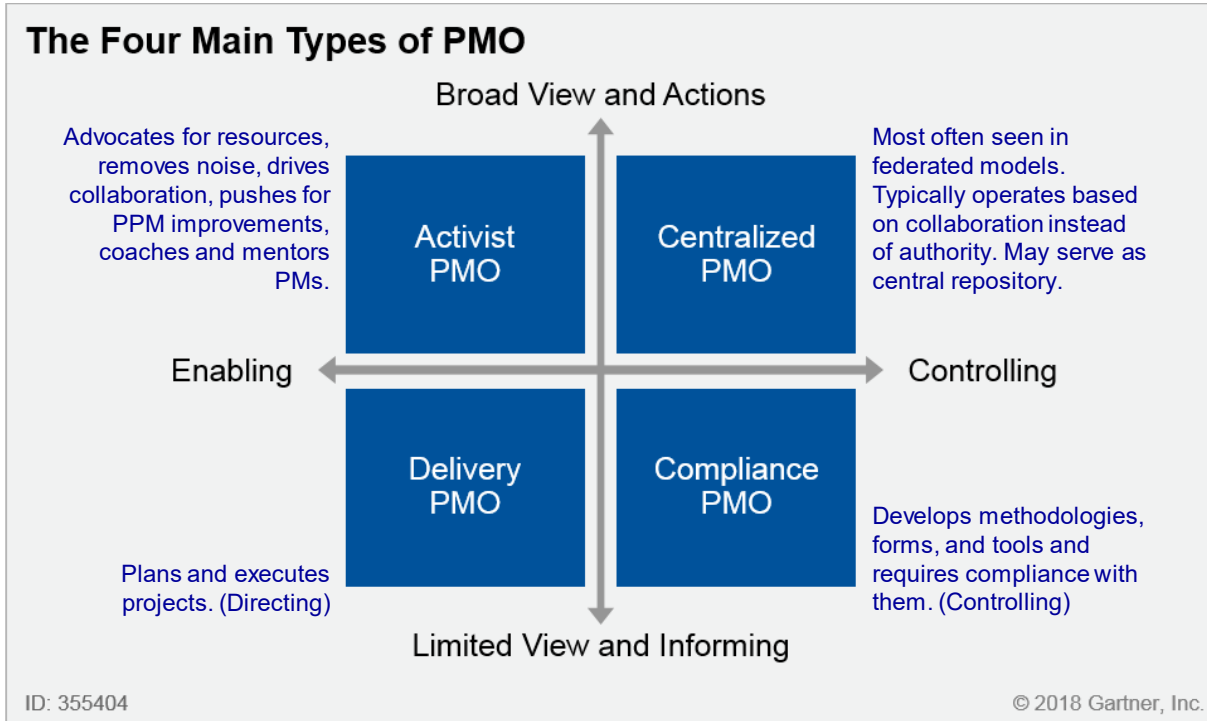 The Four Main Types of PMO
Broad View and Actions
Advocates for resources,
removes noise, drives
collaboration, pushes for
PPM improvements,
coaches and mentors
PMs.
Activist
PMO
Centralized
PMO
Most often seen in
federated models.
Typically operates based
on collaboration instead
of authority. May serve as
central repository.
Enabling
Controlling
Plans and executes
projects. (Directing)
Delivery
PMO
Compliance
PMO
Develops methodologies,
forms, and tools and
requires compliance with
them. (Controlling)
Limited View and Informing
ID: 355404
© 2018 Gartner, Inc.